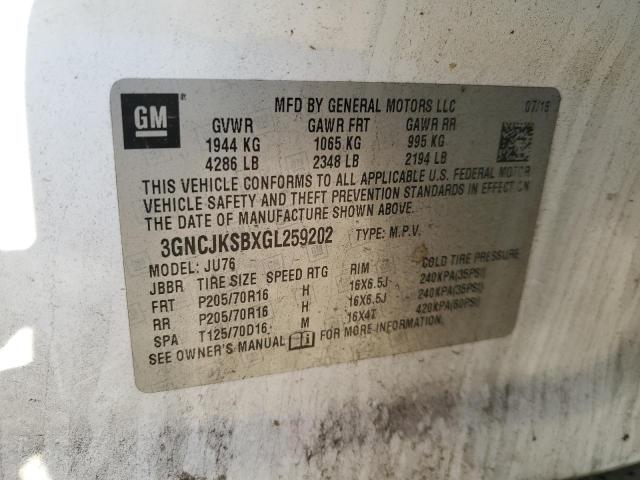 GM
MFD BY GENERAL MOTORS LLC 07/15
GVWR GAWR FRT GAWR RR
1944 KG 1065 KG 995 KG
4286 LB 2348 LB 2194 LB
THIS VEHICLE CONFORMS TO ALL APPLICABLE U.S. FEDERAL MOTOR
VEHICLE SAFETY AND THEFT PREVENTION STANDARDS IN EFFECT ON
THE DATE OF MANUFACTURE SHOWN ABOVE.
3GNCJKSBXGL259202 TYPE: M.P.V.
MODEL: JU76
JBBR TIRE SIZE SPEED RTG RIM COLD TIRE PRESSURE
FRT P205/70R16 H 16X6.5J 240KPA(35PSI)
RR P205/70R16 H 16X6.5J 240KPA(35PSI)
SPA T125/70D16 M 16X4T 420KPA(60PSI)
SEE OWNER'S MANUAL FOR MORE INFORMATION.